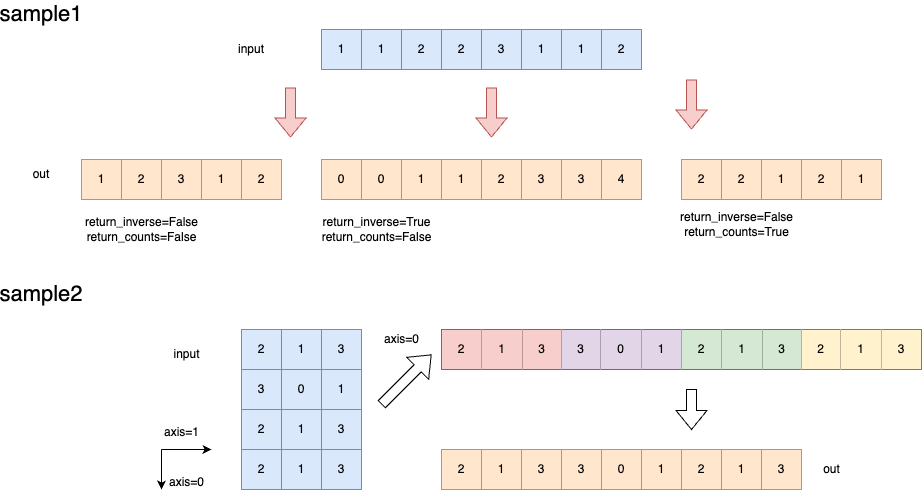 sample1
input
1 1 2 2 3 1 1 2
out
1 2 3 1 2
0 0 1 1 2 3 3 4
2 2 1 2 1
return_inverse=False
return_counts=False
return_inverse=True
return_counts=False
return_inverse=False
return_counts=True
sample2
input
2 1 3
3 0 1
2 1 3
2 1 3
axis=1
axis=0
axis=0
2 1 3 3 0 1 2 1 3 2 1 3
2 1 3 3 0 1 2 1 3
out